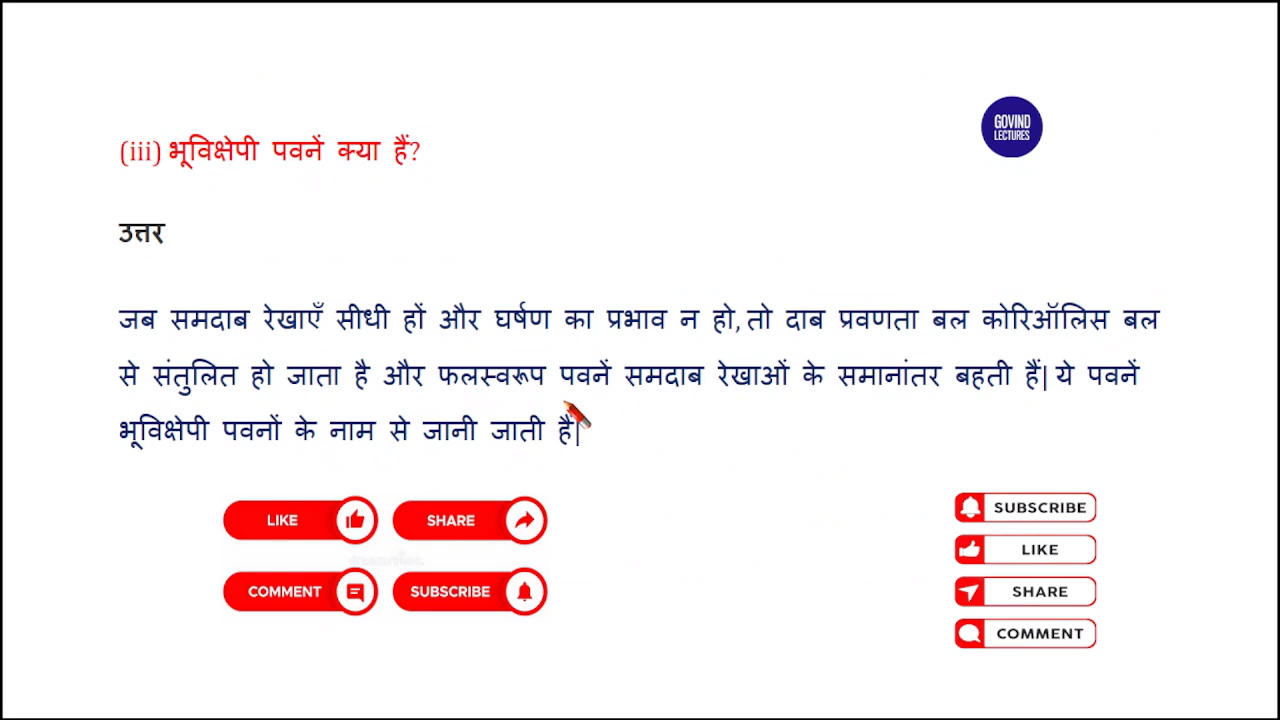 (iii) भूविक्षेपी पवनें क्या हैं?
GOVIND
LECTURES
उत्तर
जब समदाब रेखाएँ सीधी हों और घर्षण का प्रभाव न हो, तो दाब प्रवणता बल कोरिऑलिस बल
से संतुलित हो जाता है और फलस्वरूप पवनें समदाब रेखाओं के समानांतर बहती हैं| ये पवनें
भूविक्षेपी पवनों के नाम से जानी जाती हैं|
LIKE
SHARE
COMMENT
SUBSCRIBE
SUBSCRIBE
LIKE
SHARE
COMMENT